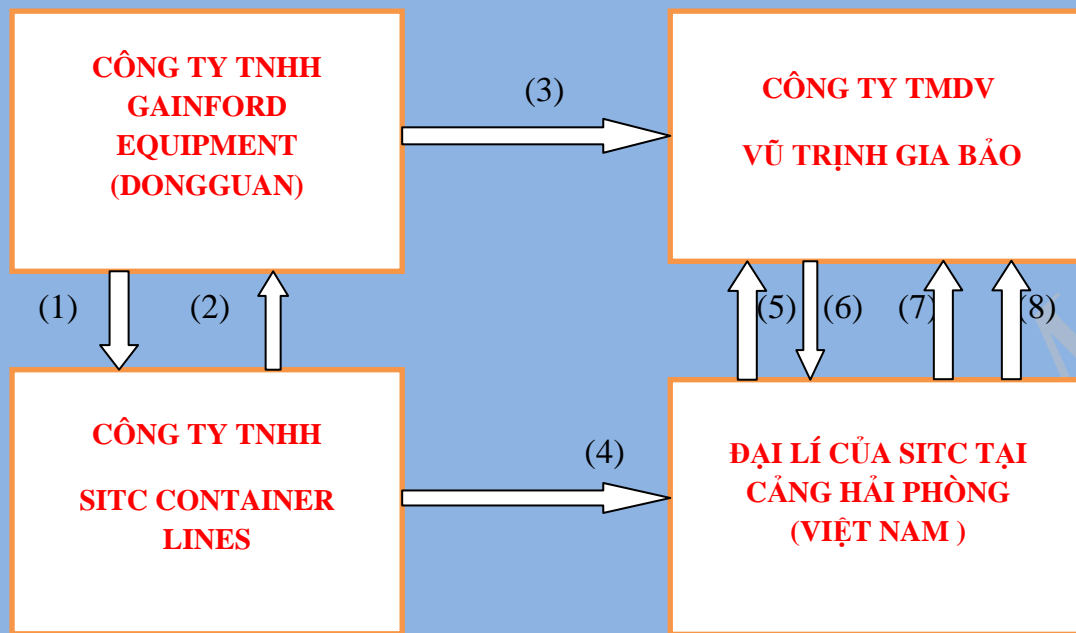 CÔNG TY TNHH
GAINFORD
EQUIPMENT
(DONGGUAN)
(3)
CÔNG TY TMDV
VŨ TRỊNH GIA BẢO
(1)
(2)
(5)
(6)
(7)
(8)
CÔNG TY TNHH
SITC CONTAINER
LINES
(4)
ĐẠI LÍ CỦA SITC TẠI
CẢNG HẢI PHÒNG
(VIỆT NAM )